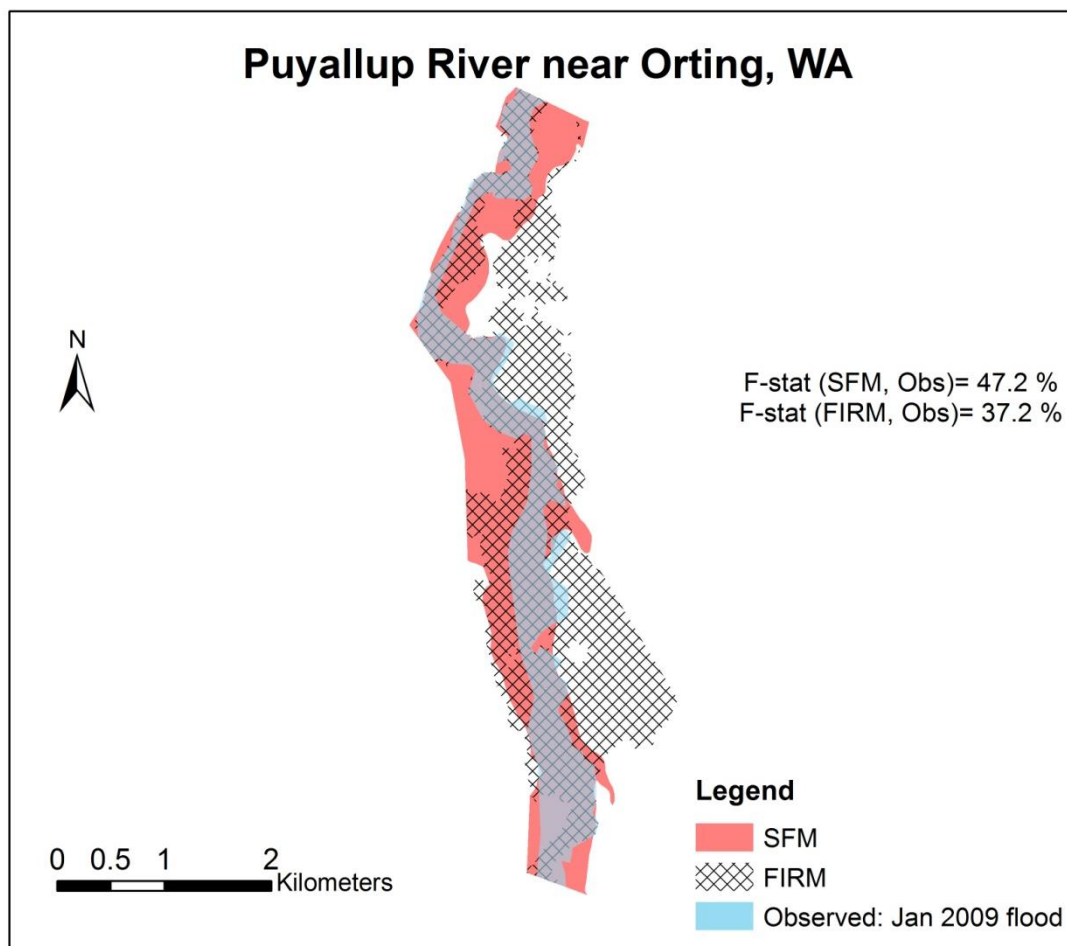 Puyallup River near Orting, WA
N
F-stat (SFM, Obs)= 47.2 %
F-stat (FIRM, Obs)= 37.2 %
Legend
SFM
FIRM
Observed: Jan 2009 flood
0 0.5 1 2
Kilometers